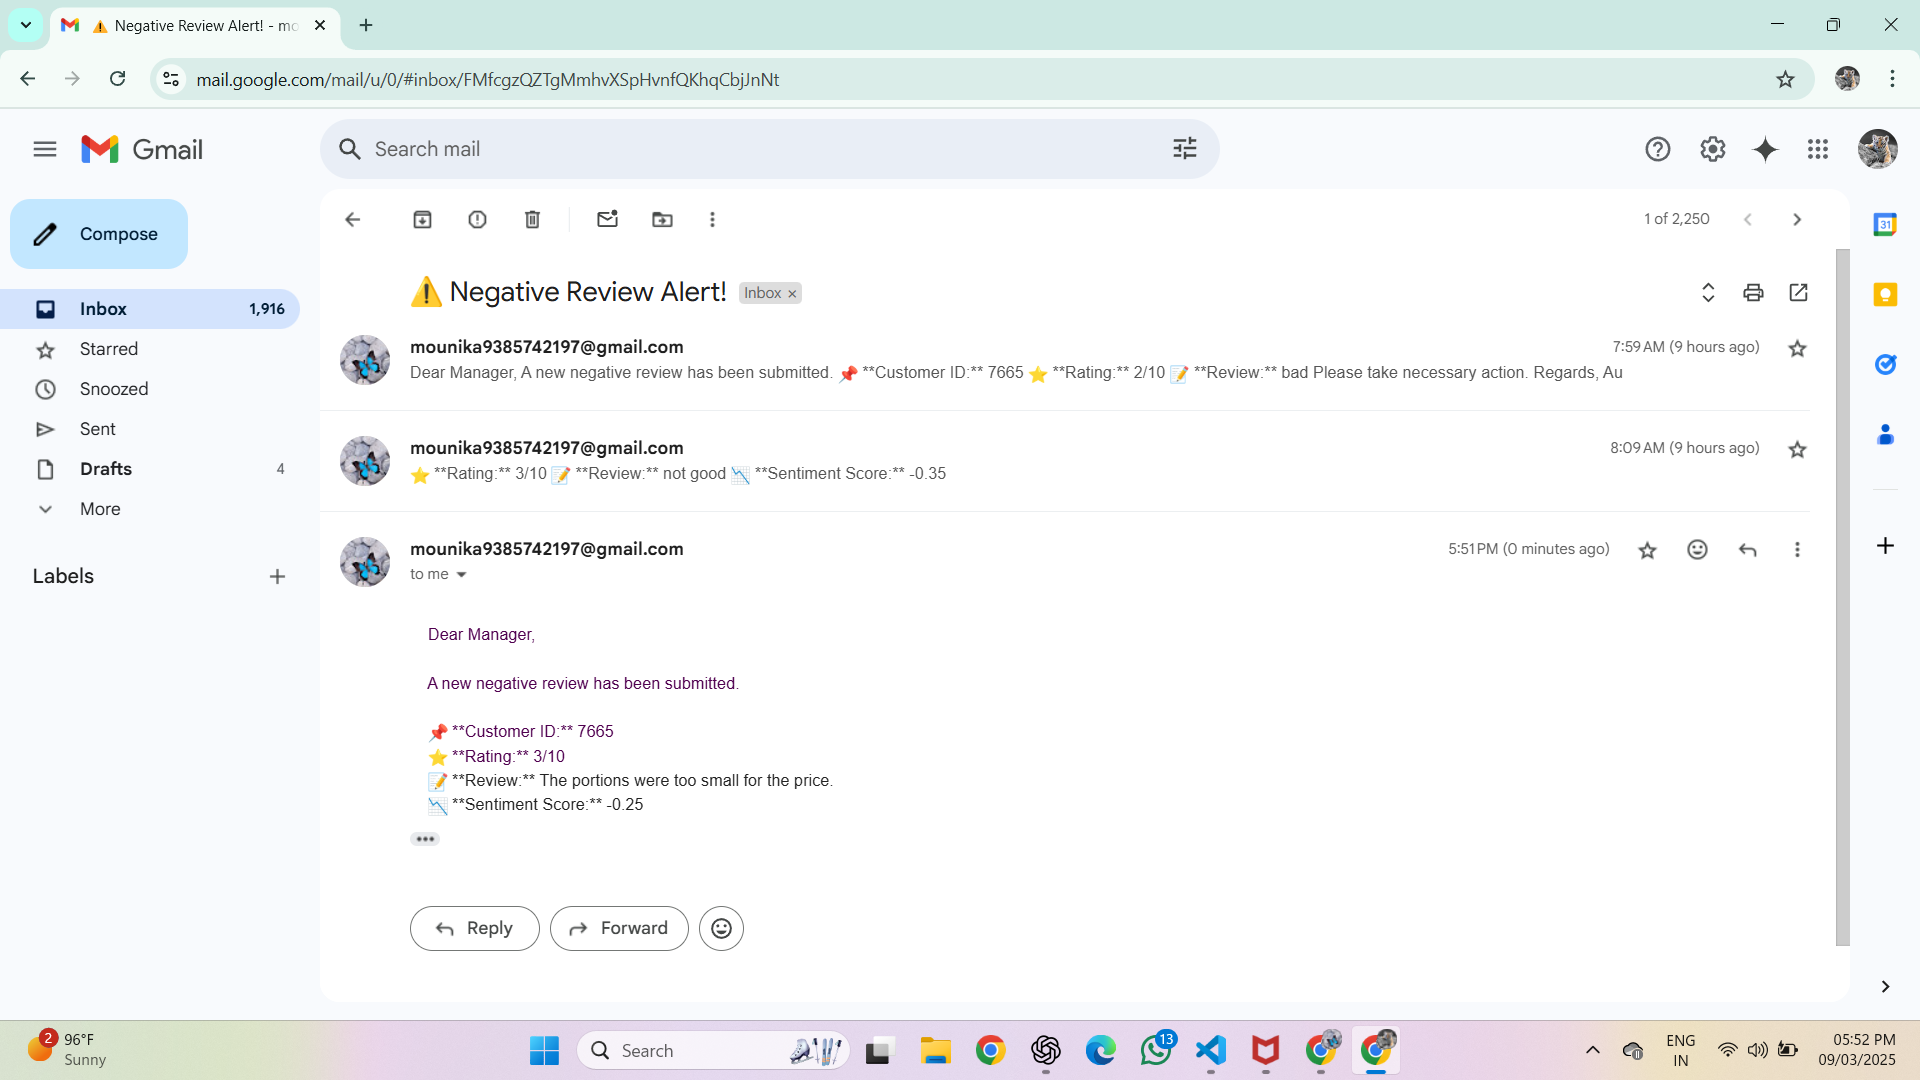 ⚠️ Negative Review Alert! - mo
mail.google.com/mail/u/0/#inbox/FMfcgzQZTgMmhvXSpHvnfQKhqCbjJnNt
Gmail
Search mail
Compose
1 of 2,250
Inbox 1,916
Starred
Snoozed
Sent
Drafts 4
More
Labels
31
⚠️ Negative Review Alert! Inbox ×
mounika9385742197@gmail.com 7:59 AM (9 hours ago)
Dear Manager, A new negative review has been submitted. 📌 **Customer ID:** 7665 ⭐ **Rating:** 2/10 📝 **Review:** bad Please take necessary action. Regards, Au
mounika9385742197@gmail.com 8:09 AM (9 hours ago)
⭐ **Rating:** 3/10 📝 **Review:** not good 📉 **Sentiment Score:** -0.35
mounika9385742197@gmail.com 5:51 PM (0 minutes ago)
to me
Dear Manager,
A new negative review has been submitted.
📌 **Customer ID:** 7665
⭐ **Rating:** 3/10
📝 **Review:** The portions were too small for the price.
📉 **Sentiment Score:** -0.25
Reply Forward
2 96°F
Sunny
Search
13
ENG
IN
05:52 PM
09/03/2025